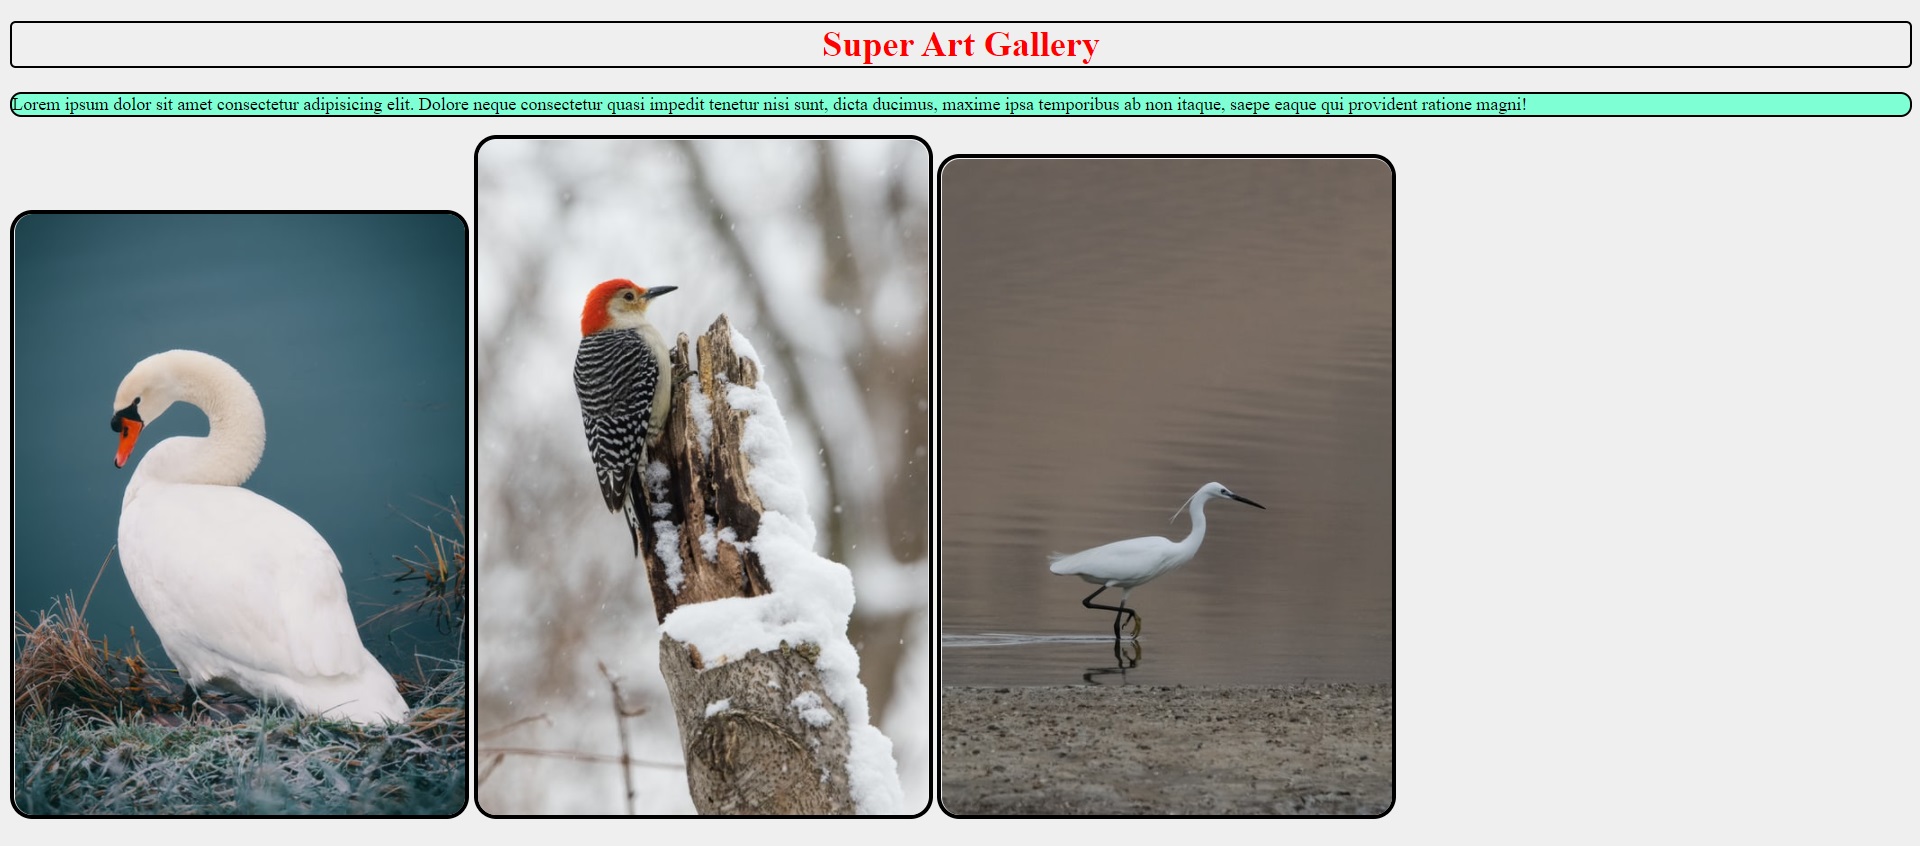 Super Art Gallery
Lorem ipsum dolor sit amet consectetur adipisicing elit. Dolore neque consectetur quasi impedit tenetur nisi sunt, dicta ducimus, maxime ipsa temporibus ab non itaque, saepe eaque qui provident ratione magni!